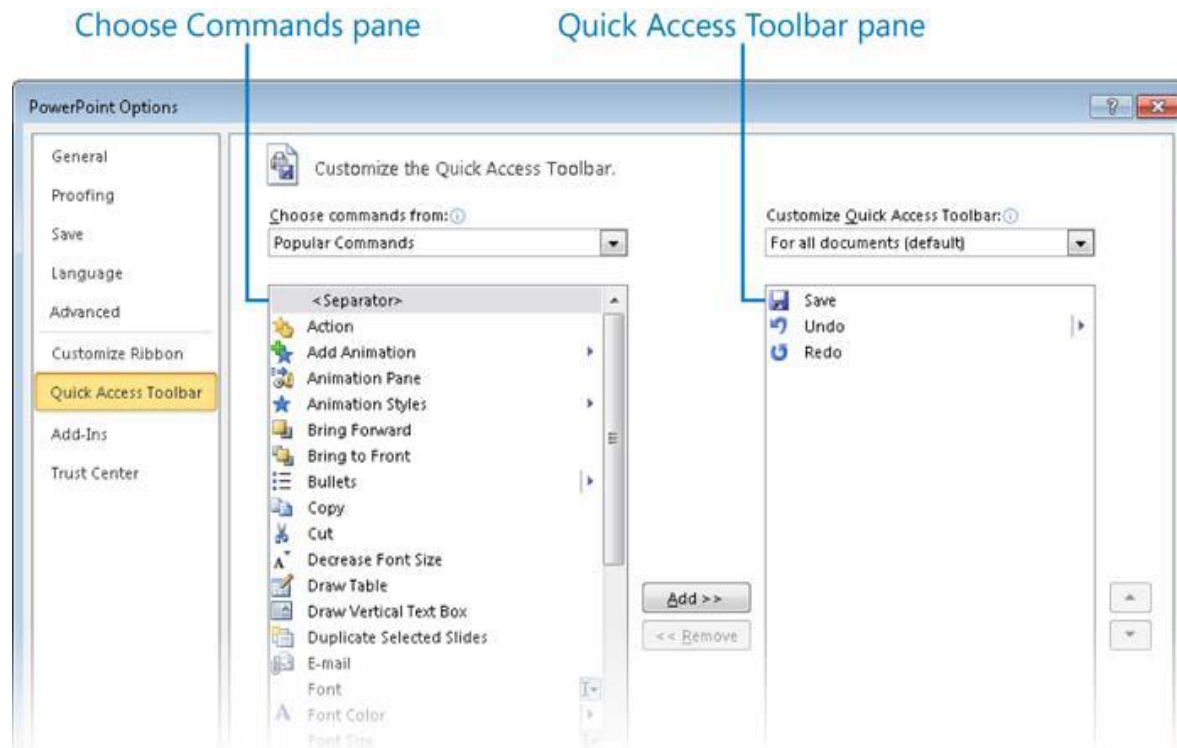 Choose Commands pane
Quick Access Toolbar pane
PowerPoint Options
General
Proofing
Save
Language
Advanced
Customize Ribbon
Quick Access Toolbar
Add-Ins
Trust Center
Customize the Quick Access Toolbar.
Choose commands from:
Popular Commands
<Separator>
Action
Add Animation
Animation Pane
Animation Styles
Bring Forward
Bring to Front
Bullets
Copy
Cut
Decrease Font Size
Draw Table
Draw Vertical Text Box
Duplicate Selected Slides
E-mail
Font
Font Color
Font Size
Add >>
<< Remove
Customize Quick Access Toolbar:
For all documents (default)
Save
Undo
Redo